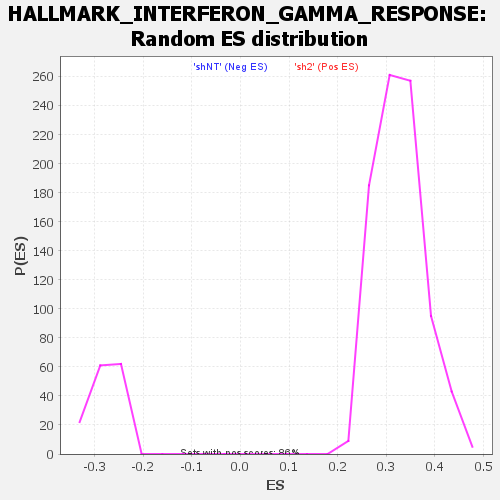 HALLMARK_INTERFERON_GAMMA_RESPONSE:
Random ES distribution
'shNT' (Neg ES) 'sh2' (Pos ES)
260
240
220
200
180
160
140
120
100
80
60
40
20
0
P(ES)
Sets with pos scores: 86%
-0.3 -0.2 -0.1 0.0 0.1 0.2 0.3 0.4 0.5
ES